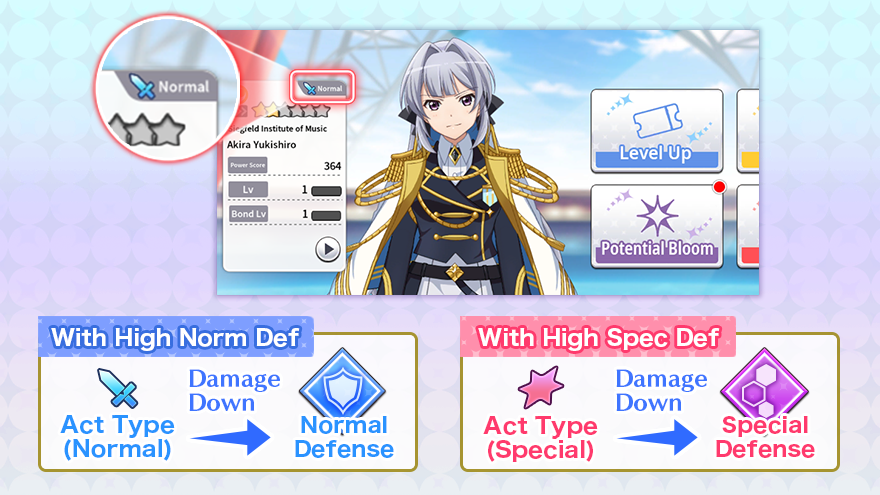 Normal
Normal
Siegfeld Institute of Music
Akira Yukishiro
Power Score 364
Lv 1
Bond Lv 1
Level Up
Potential Bloom
With High Norm Def
Damage
Down
Act Type
(Normal)
Normal
Defense
With High Spec Def
Damage
Down
Act Type
(Special)
Special
Defense